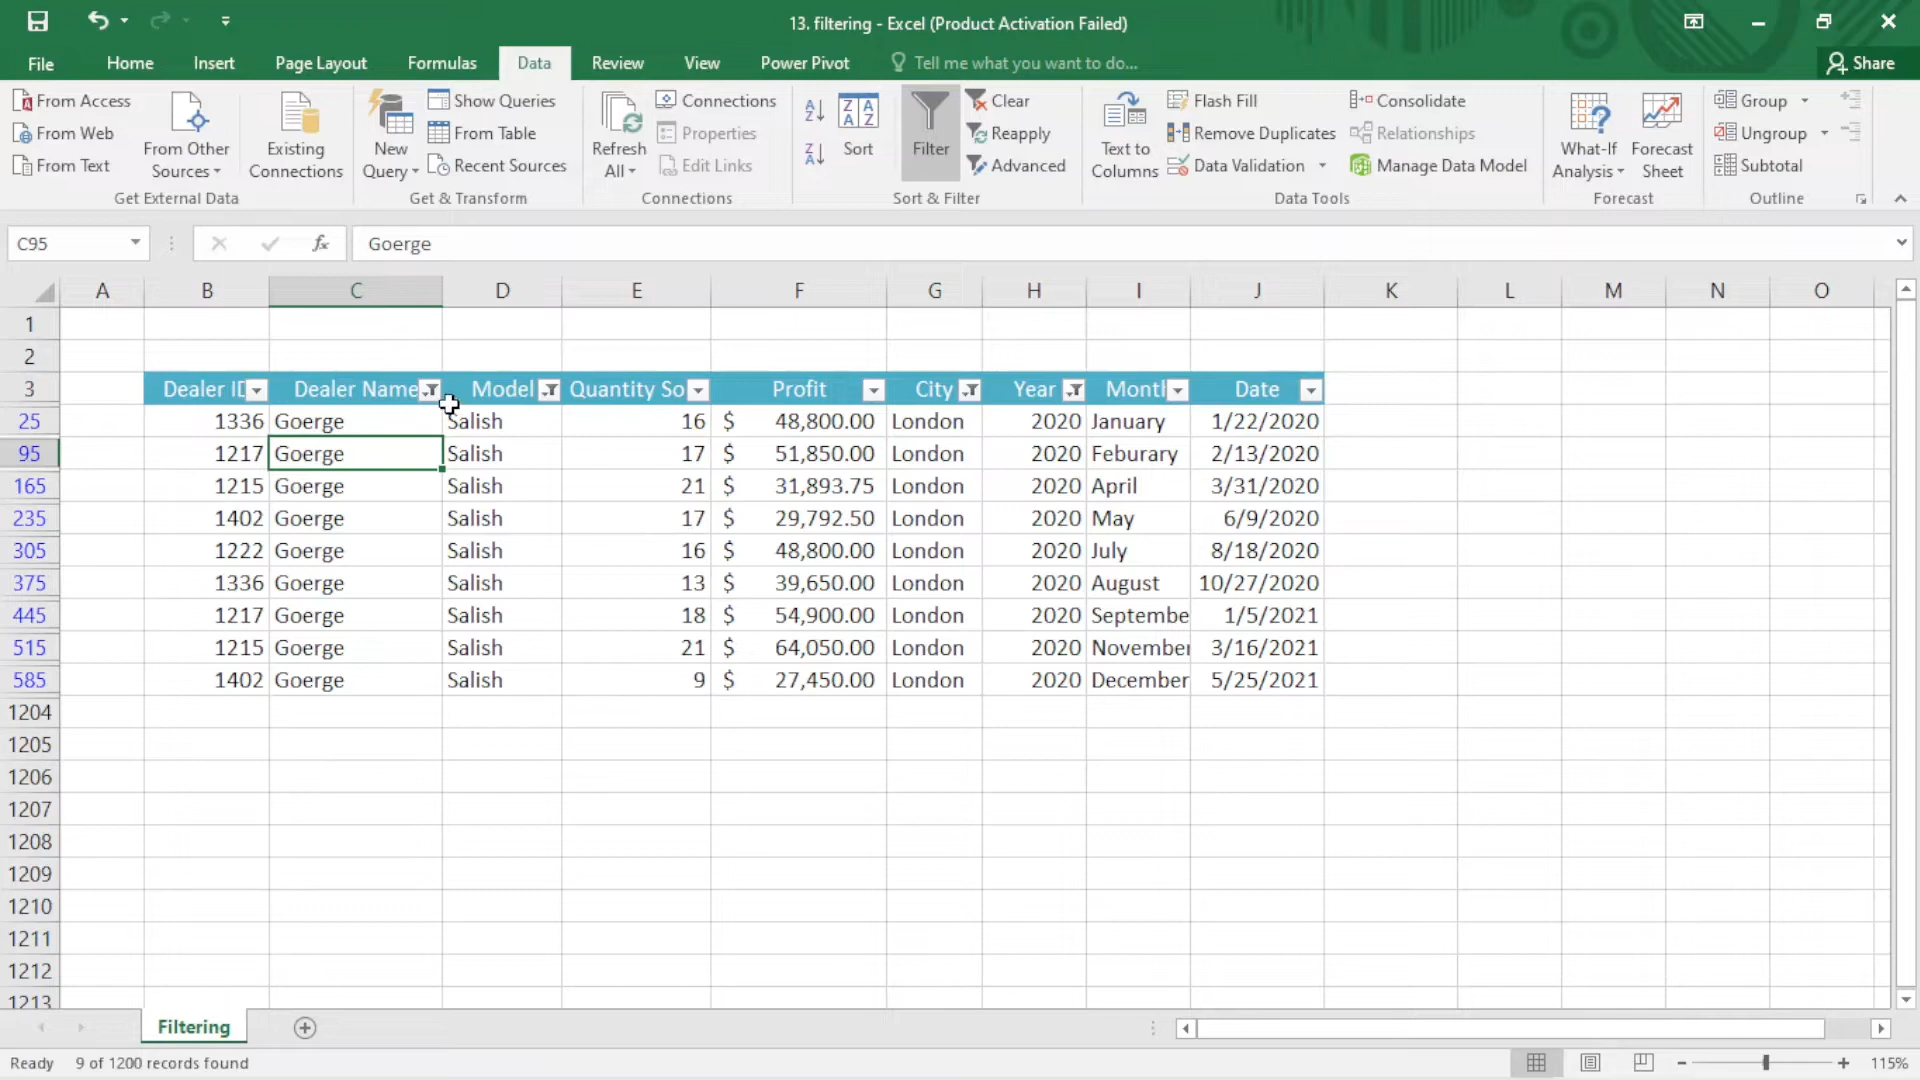 13. filtering - Excel (Product Activation Failed)
File Home Insert Page Layout Formulas Data Review View Power Pivot Tell me what you want to do... Share
From Access
From Web
From Text
From Other Sources
Existing Connections
Get External Data
New Query
Show Queries
From Table
Recent Sources
Get & Transform
Refresh All
Connections
Properties
Edit Links
Connections
Sort
Filter
Clear
Reapply
Advanced
Sort & Filter
Text to Columns
Flash Fill
Remove Duplicates
Data Validation
Consolidate
Relationships
Manage Data Model
Data Tools
What-If Analysis
Forecast Sheet
Forecast
Group
Ungroup
Subtotal
Outline
C95 fx Goerge
A B C D E F G H I J K L M N O
1
2
3 Dealer ID Dealer Name Model Quantity So Profit City Year Month Date
25 1336 Goerge Salish 16 $ 48,800.00 London 2020 January 1/22/2020
95 1217 Goerge Salish 17 $ 51,850.00 London 2020 Feburary 2/13/2020
165 1215 Goerge Salish 21 $ 31,893.75 London 2020 April 3/31/2020
235 1402 Goerge Salish 17 $ 29,792.50 London 2020 May 6/9/2020
305 1222 Goerge Salish 16 $ 48,800.00 London 2020 July 8/18/2020
375 1336 Goerge Salish 13 $ 39,650.00 London 2020 August 10/27/2020
445 1217 Goerge Salish 18 $ 54,900.00 London 2020 Septembe 1/5/2021
515 1215 Goerge Salish 21 $ 64,050.00 London 2020 November 3/16/2021
585 1402 Goerge Salish 9 $ 27,450.00 London 2020 December 5/25/2021
1204
1205
1206
1207
1208
1209
1210
1211
1212
1213
Filtering
Ready 9 of 1200 records found 115%